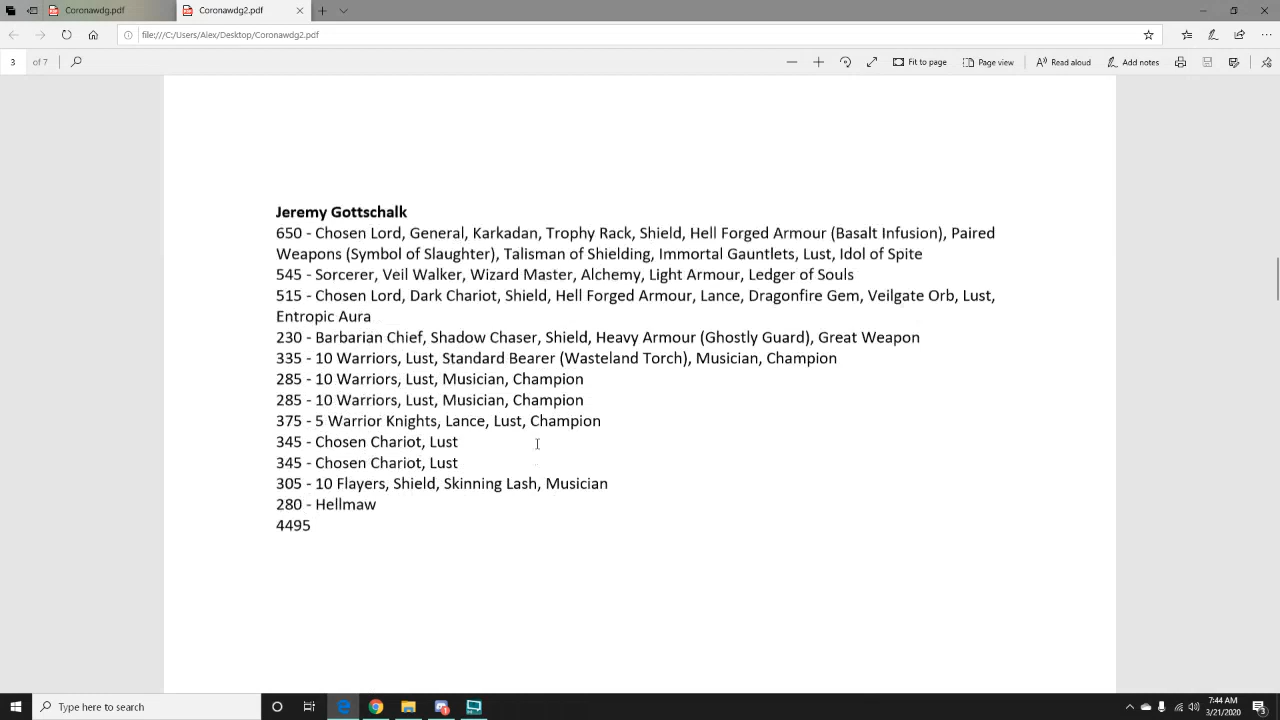 Coronawdg.pdf
Coronawdg2.pdf
file:///C:/Users/Alex/Desktop/Coronawdg2.pdf
3 of 7
Fit to page
Page view
Read aloud
Add notes
Jeremy Gottschalk
650 - Chosen Lord, General, Karkadan, Trophy Rack, Shield, Hell Forged Armour (Basalt Infusion), Paired
Weapons (Symbol of Slaughter), Talisman of Shielding, Immortal Gauntlets, Lust, Idol of Spite
545 - Sorcerer, Veil Walker, Wizard Master, Alchemy, Light Armour, Ledger of Souls
515 - Chosen Lord, Dark Chariot, Shield, Hell Forged Armour, Lance, Dragonfire Gem, Veilgate Orb, Lust,
Entropic Aura
230 - Barbarian Chief, Shadow Chaser, Shield, Heavy Armour (Ghostly Guard), Great Weapon
335 - 10 Warriors, Lust, Standard Bearer (Wasteland Torch), Musician, Champion
285 - 10 Warriors, Lust, Musician, Champion
285 - 10 Warriors, Lust, Musician, Champion
375 - 5 Warrior Knights, Lance, Lust, Champion
345 - Chosen Chariot, Lust
345 - Chosen Chariot, Lust
305 - 10 Flayers, Shield, Skinning Lash, Musician
280 - Hellmaw
4495
Type here to search
7:44 AM
3/21/2020